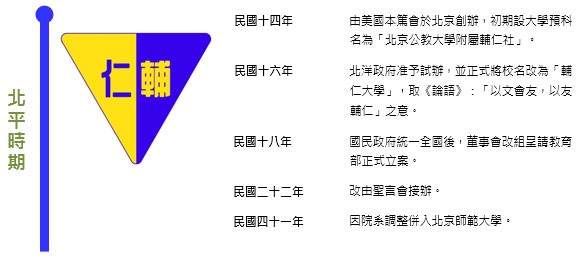 北平時期
仁輔
民國十四年
由美國本篤會於北京創辦，初期設大學預科
名為「北京公教大學附屬輔仁社」。
民國十六年
北洋政府准予試辦，並正式將校名改為「輔
仁大學」，取《論語》：「以文會友，以友
輔仁」之意。
民國十八年
國民政府統一全國後，董事會改組呈請教育
部正式立案。
民國二十二年
改由聖言會接辦。
民國四十一年
因院系調整併入北京師範大學。